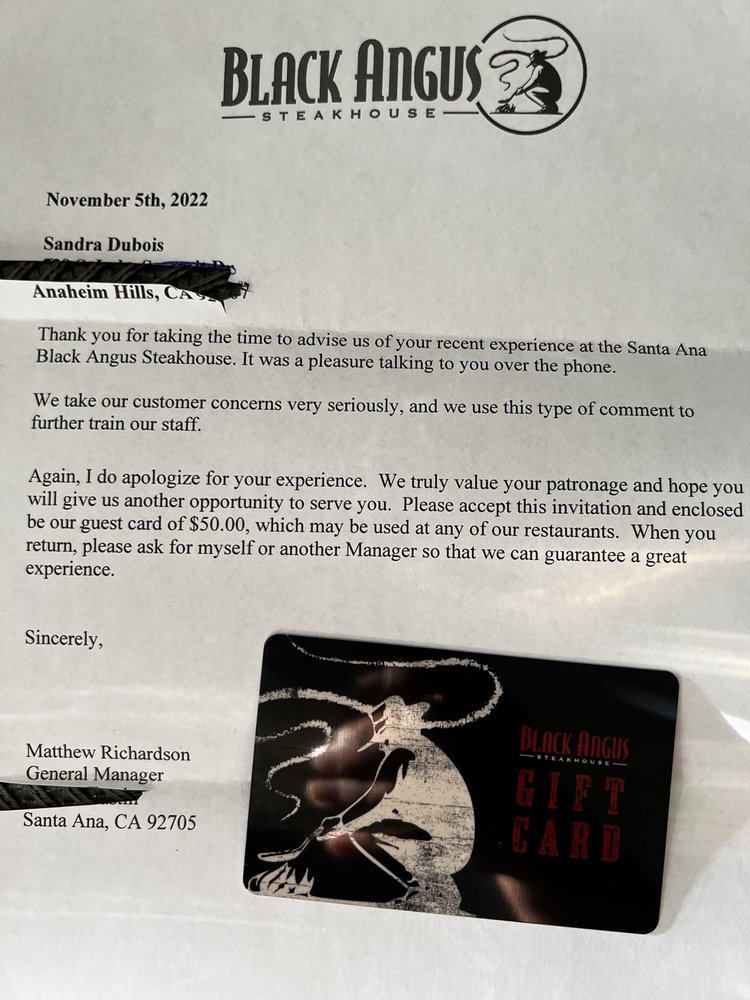 BLACK ANGUS
STEAKHOUSE
November 5th, 2022
Sandra Dubois
Anaheim Hills, CA
Thank you for taking the time to advise us of your recent experience at the Santa Ana
Black Angus Steakhouse. It was a pleasure talking to you over the phone.
We take our customer concerns very seriously, and we use this type of comment to
further train our staff.
Again, I do apologize for your experience. We truly value your patronage and hope you
will give us another opportunity to serve you. Please accept this invitation and enclosed
be our guest card of $50.00, which may be used at any of our restaurants. When you
return, please ask for myself or another Manager so that we can guarantee a great
experience.
Sincerely,
Matthew Richardson
General Manager
Santa Ana, CA 92705
BLACK ANGUS
STEAKHOUSE
GIFT
CARD